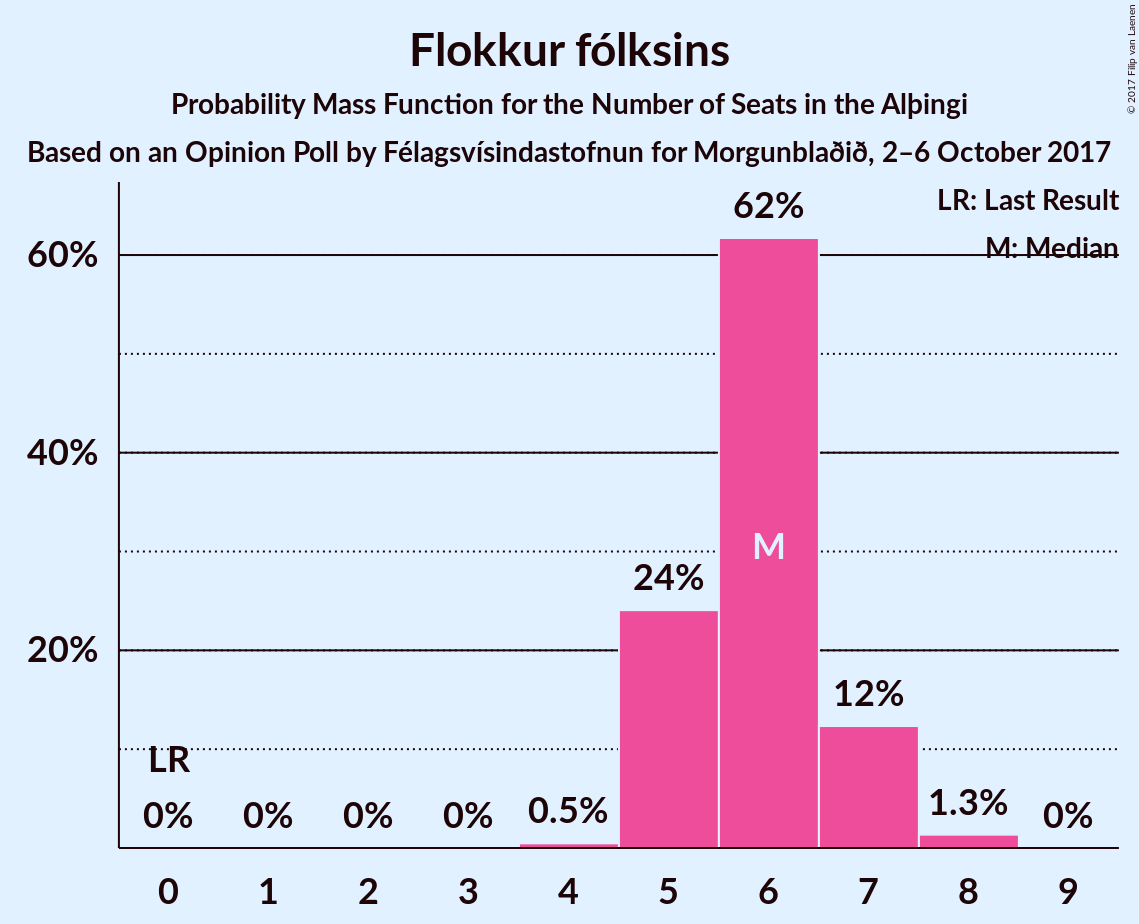 Flokkur fólksins
Probability Mass Function for the Number of Seats in the Alþingi
Based on an Opinion Poll by Félagsvísindastofnun for Morgunblaðið, 2–6 October 2017
© 2017 Filip van Laenen
LR: Last Result
M: Median
60%
40%
20%
62%
M
24%
12%
LR
0%
0%
0%
0%
0.5%
1.3%
0%
0 1 2 3 4 5 6 7 8 9